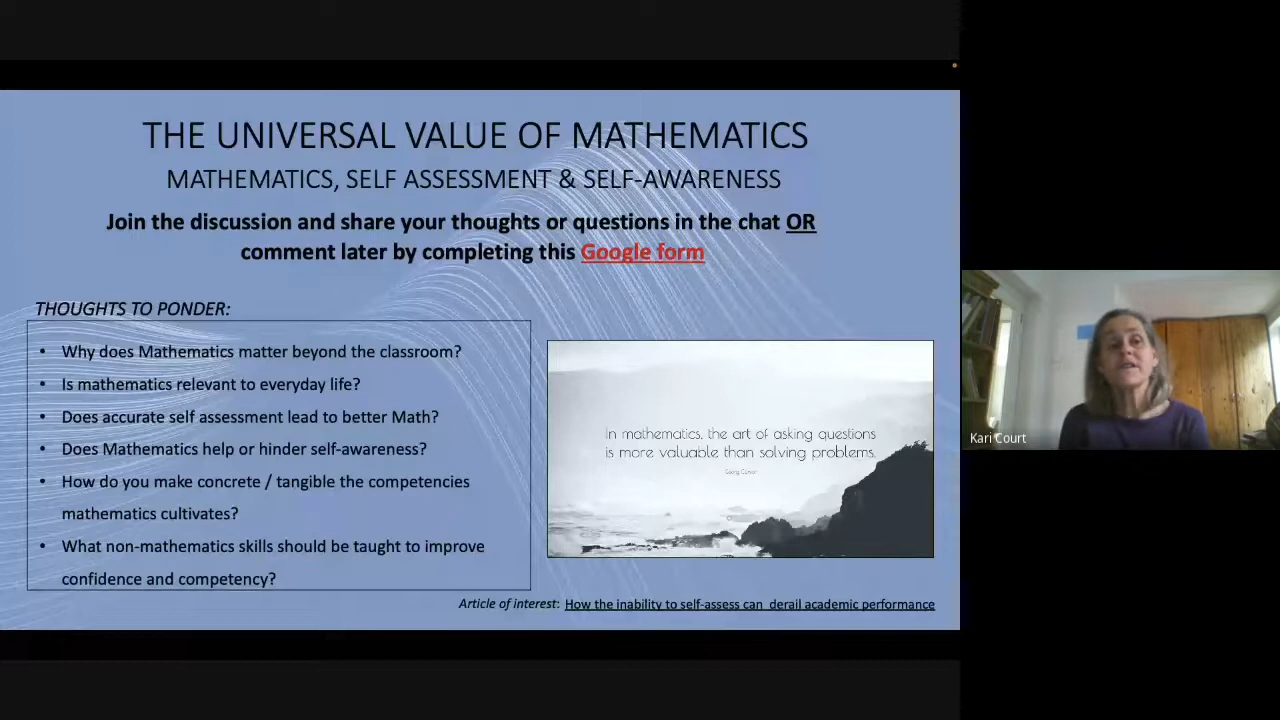 THE UNIVERSAL VALUE OF MATHEMATICS
MATHEMATICS, SELF ASSESSMENT & SELF-AWARENESS
Join the discussion and share your thoughts or questions in the chat OR
comment later by completing this Google form
THOUGHTS TO PONDER:
• Why does Mathematics matter beyond the classroom?
• Is mathematics relevant to everyday life?
• Does accurate self assessment lead to better Math?
• Does Mathematics help or hinder self-awareness?
• How do you make concrete / tangible the competencies
mathematics cultivates?
• What non-mathematics skills should be taught to improve
confidence and competency?
In mathematics, the art of asking questions
is more valuable than solving problems.
Georg Cantor
Article of interest: How the inability to self-assess can derail academic performance
Kari Court